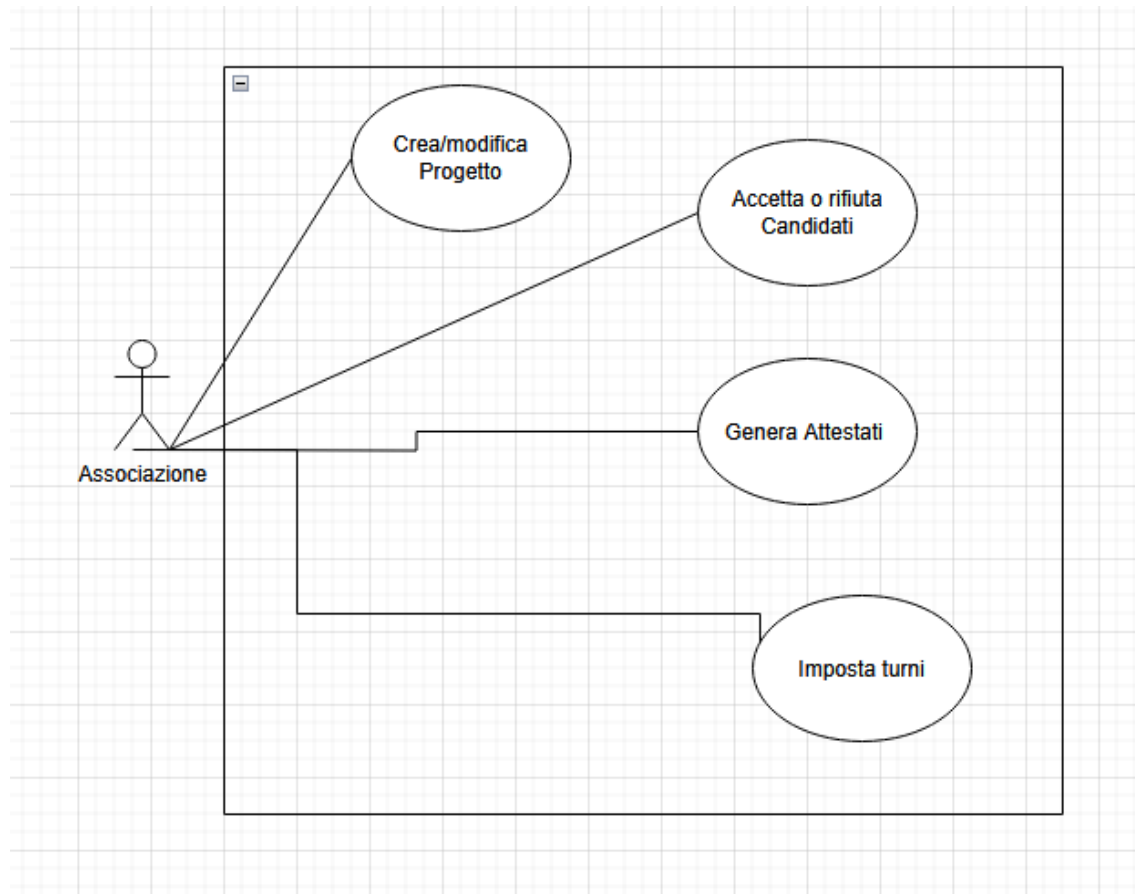 Crea/modifica
Progetto
Accetta o rifiuta
Candidati
Genera Attestati
Associazione
Imposta turni